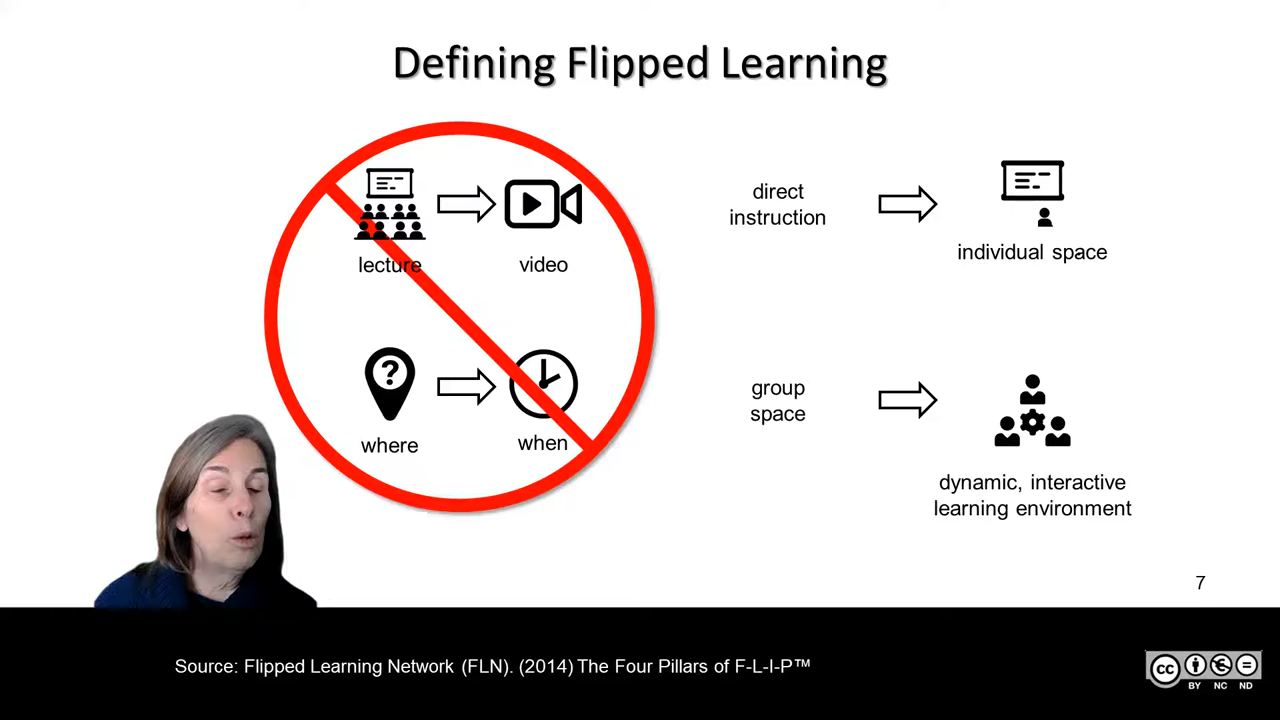 Defining Flipped Learning
lecture
video
?
where
when
direct
instruction
individual space
group
space
dynamic, interactive
learning environment
7
Source: Flipped Learning Network (FLN). (2014) The Four Pillars of F-L-I-P™
cc
BY NC ND